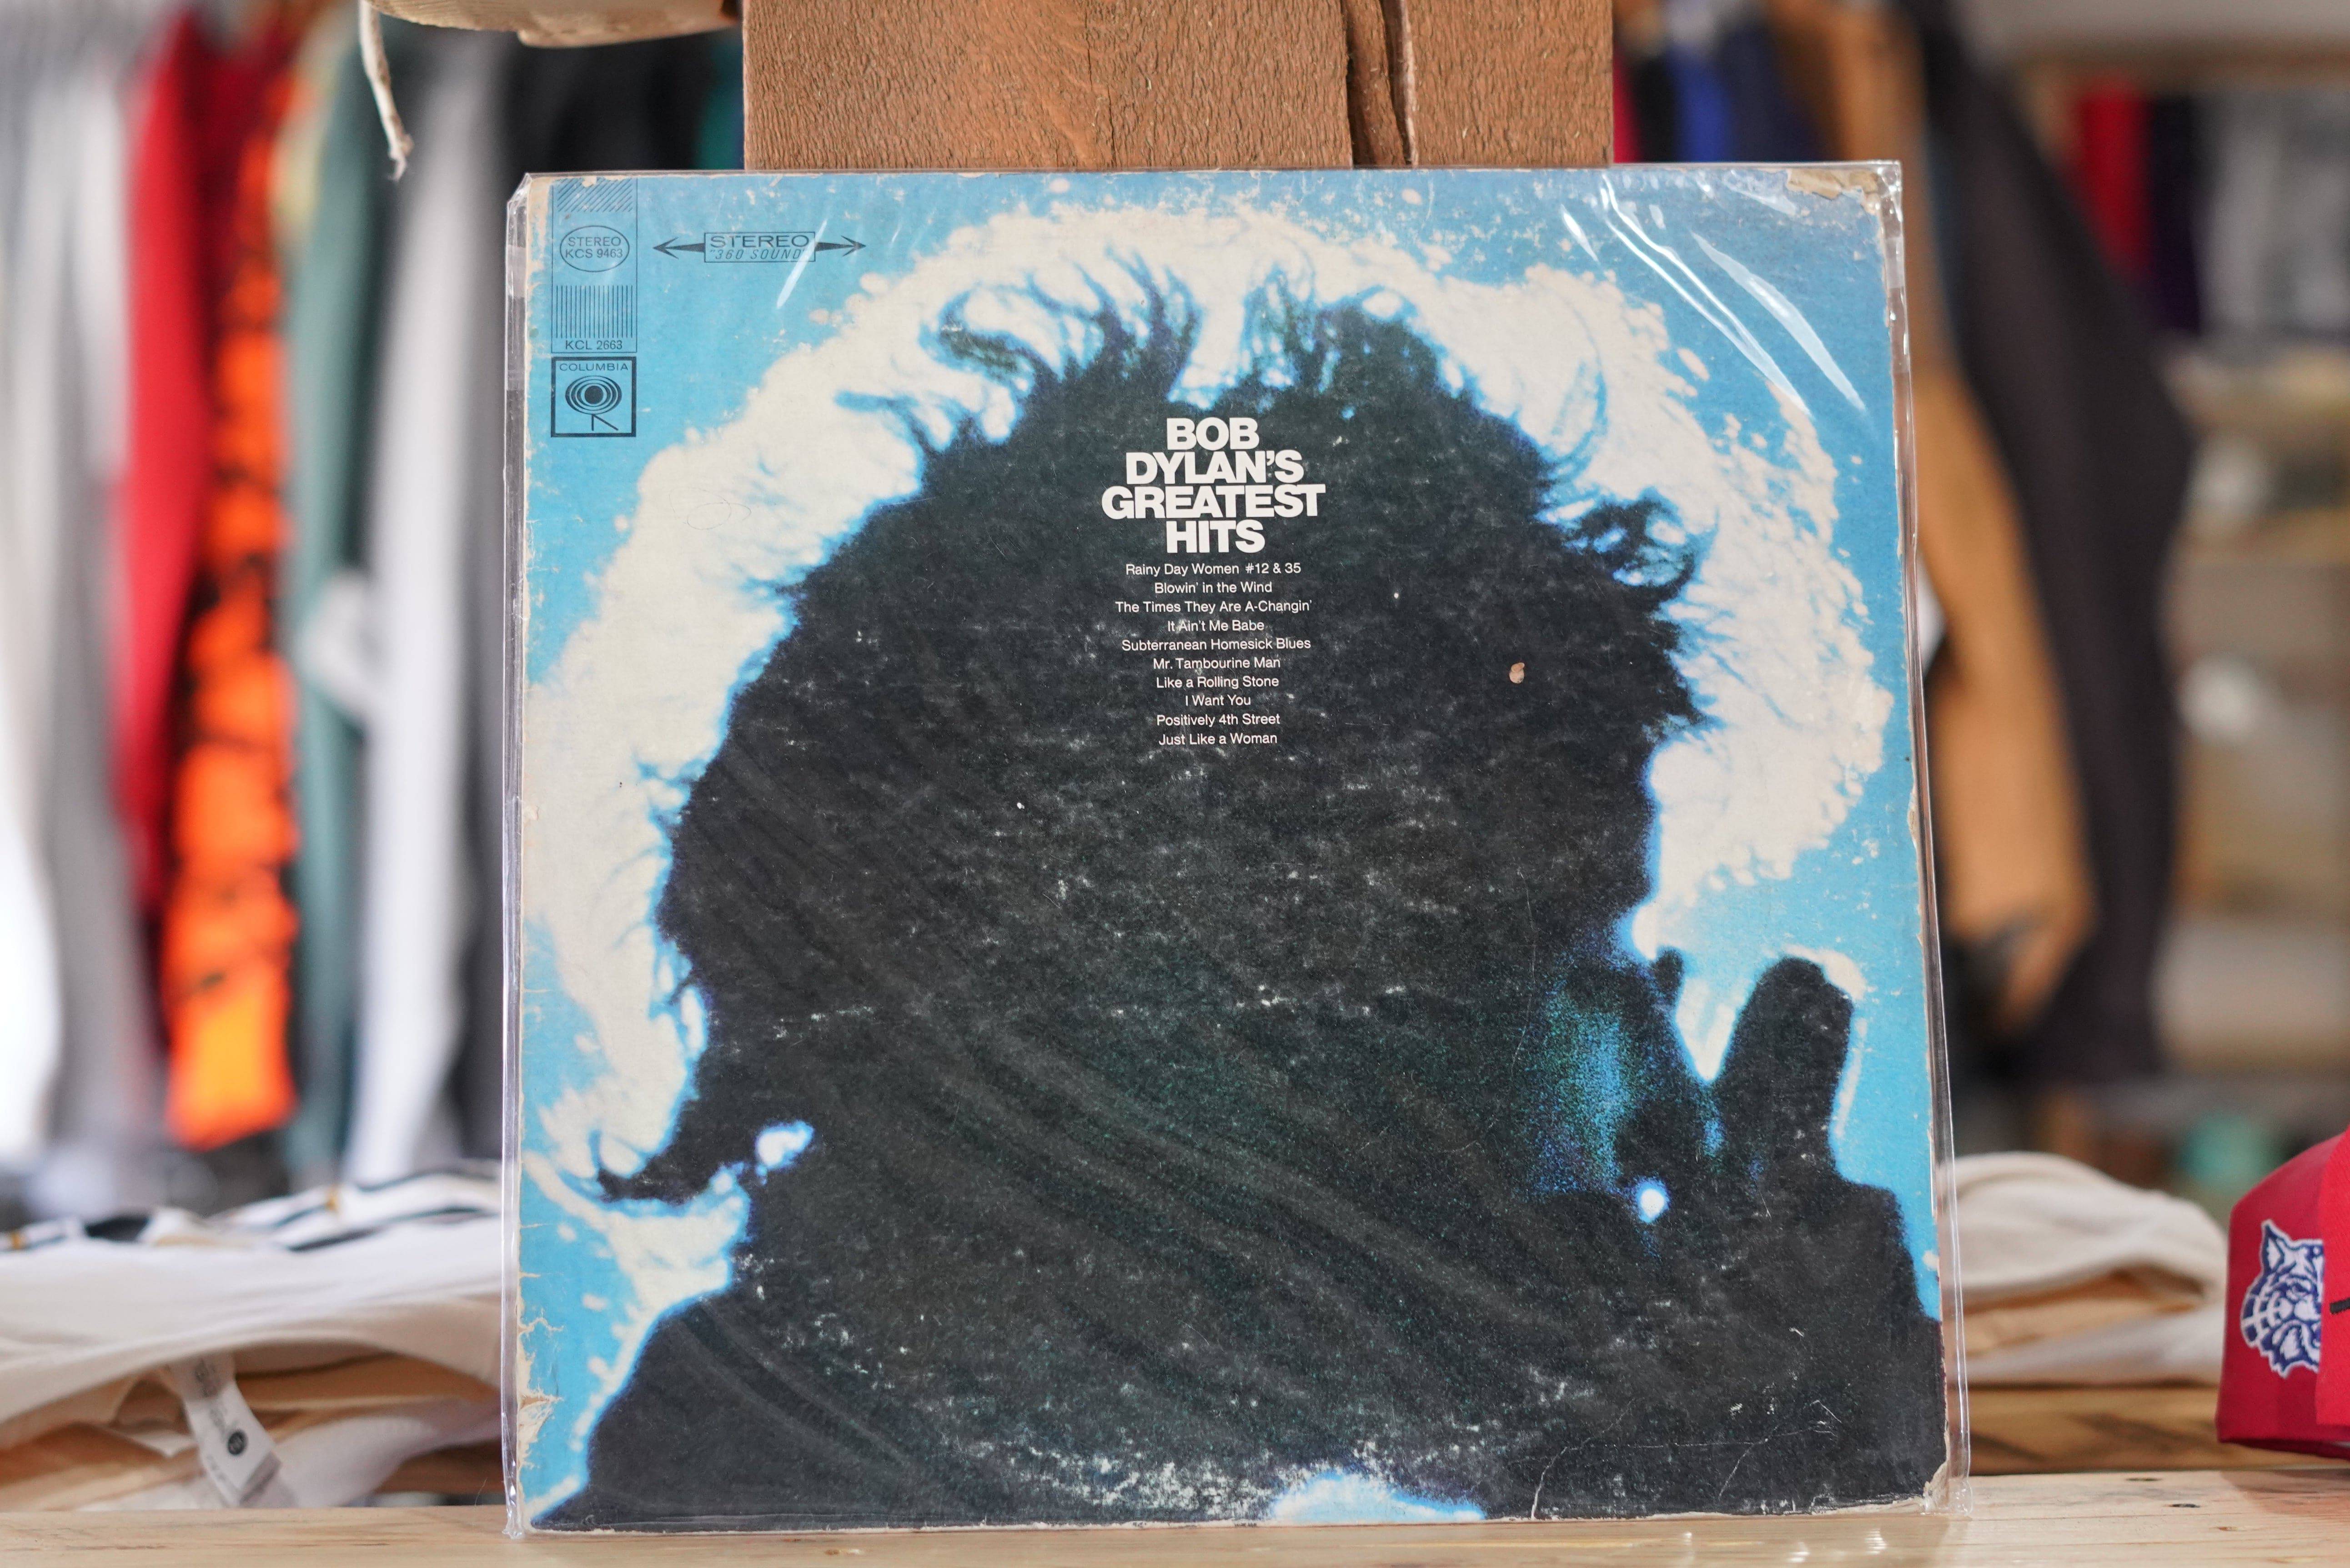 STEREO
KCS 9463
STEREO
"360 SOUND"
KCL 2663
COLUMBIA
BOB
DYLAN'S
GREATEST
HITS
Rainy Day Women #12 & 35
Blowin' in the Wind
The Times They Are A-Changin'
It Ain't Me Babe
Subterranean Homesick Blues
Mr. Tambourine Man
Like a Rolling Stone
I Want You
Positively 4th Street
Just Like a Woman